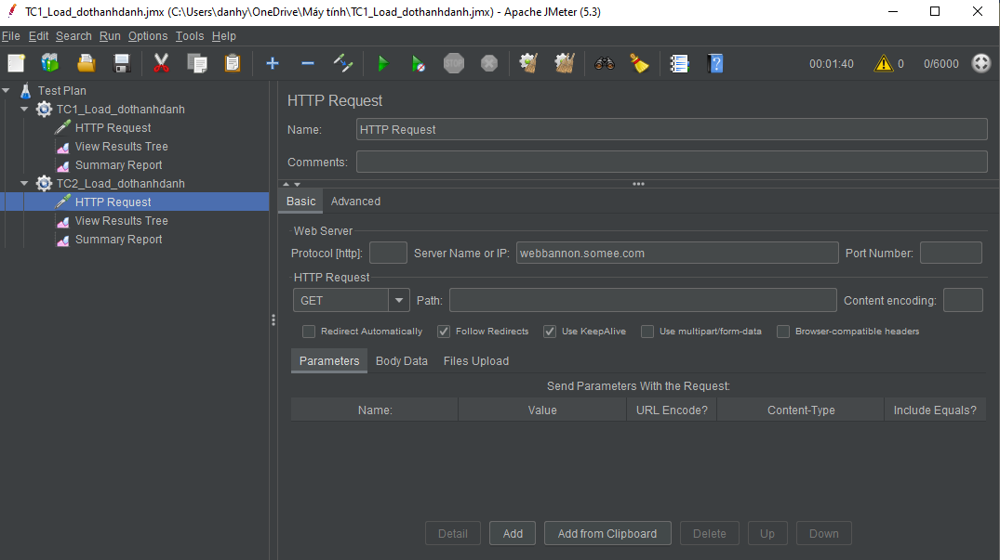 TC1_Load_dothanhdanh.jmx (C:\Users\danhy\OneDrive\Máy tính\TC1_Load_dothanhdanh.jmx) - Apache JMeter (5.3)
File Edit Search Run Options Tools Help
STOP 00:01:40 0 0/6000
Test Plan
TC1_Load_dothanhdanh
HTTP Request
View Results Tree
Summary Report
TC2_Load_dothanhdanh
HTTP Request
View Results Tree
Summary Report
HTTP Request
Name: HTTP Request
Comments:
Basic Advanced
Web Server
Protocol [http]: Server Name or IP: webbannon.somee.com Port Number:
HTTP Request
GET Path: Content encoding:
Redirect Automatically Follow Redirects Use KeepAlive Use multipart/form-data Browser-compatible headers
Parameters Body Data Files Upload
Send Parameters With the Request:
Name: Value URL Encode? Content-Type Include Equals?
Detail Add Add from Clipboard Delete Up Down